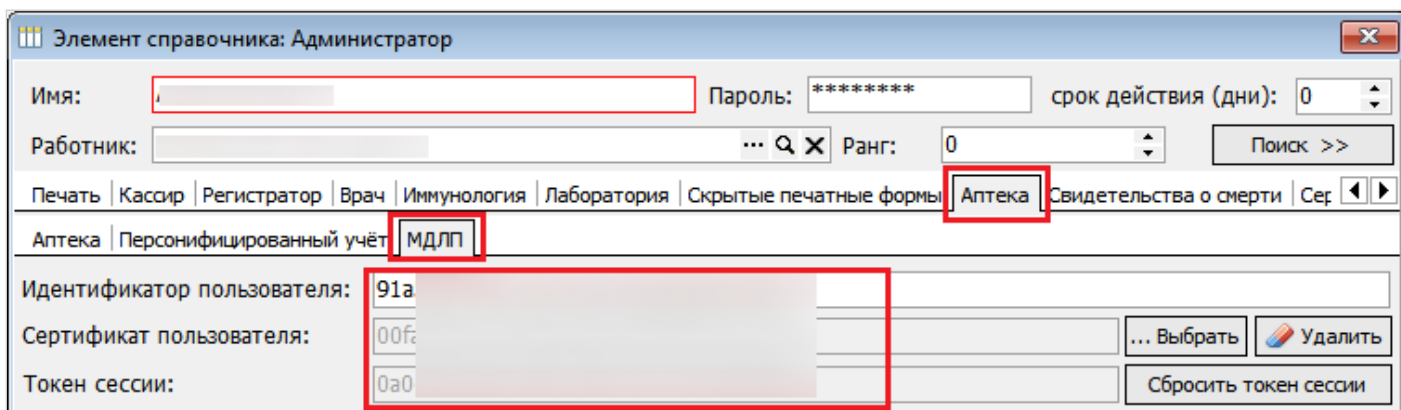 Элемент справочника: Администратор
Имя: Пароль: ******** срок действия (дни): 0
Работник: ... Ранг: 0 Поиск >>
Печать Кассир Регистратор Врач Иммунология Лаборатория Скрытые печатные формы Аптека Свидетельства о смерти Сер
Аптека Персонифицированный учёт МДЛП
Идентификатор пользователя: 91a
Сертификат пользователя: 00fa ... Выбрать Удалить
Токен сессии: 0a0 Сбросить токен сессии